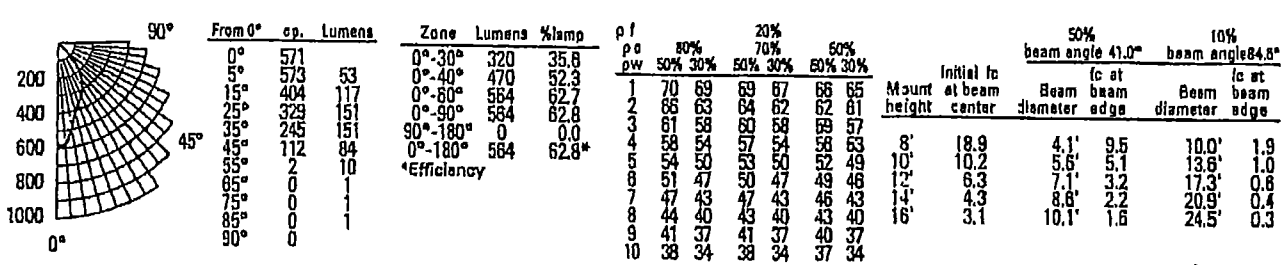 90°
200
400
45°
600
800
1000
0°
From 0° cp. Lumens
0° 571
5° 573 53
15° 404 117
25° 329 151
35° 245 151
45° 112 84
55° 2 10
65° 0 1
75° 0 1
85° 0 1
90° 0
Zone Lumens %lamp
0°-30° 320 35.6
0°-40° 470 52.3
0°-60° 564 62.7
0°-90° 564 62.8
90°-180° 0 0.0
0°-180° 564 62.8*
*Efficiency
ρf 20%
ρc 80% 70% 50%
ρw 50% 30% 50% 30% 50% 30%
1 70 69 69 67 66 65
2 66 63 64 62 62 61
3 61 58 60 58 59 57
4 58 54 57 54 56 53
5 54 50 53 50 52 49
6 51 47 50 47 49 46
7 47 43 47 43 46 43
8 44 40 43 40 43 40
9 41 37 41 37 40 37
10 38 34 38 34 37 34
50% 10%
beam angle 41.0° beam angle 84.6°
Initial fc fc at fc at
Mount at beam Beam beam Beam beam
height center diameter edge diameter edge
8' 18.9 4.1' 9.5 10.0' 1.9
10' 10.2 5.6' 5.1 13.6' 1.0
12' 6.3 7.1' 3.2 17.3' 0.6
14' 4.3 8.6' 2.2 20.9' 0.4
16' 3.1 10.1' 1.6 24.5' 0.3